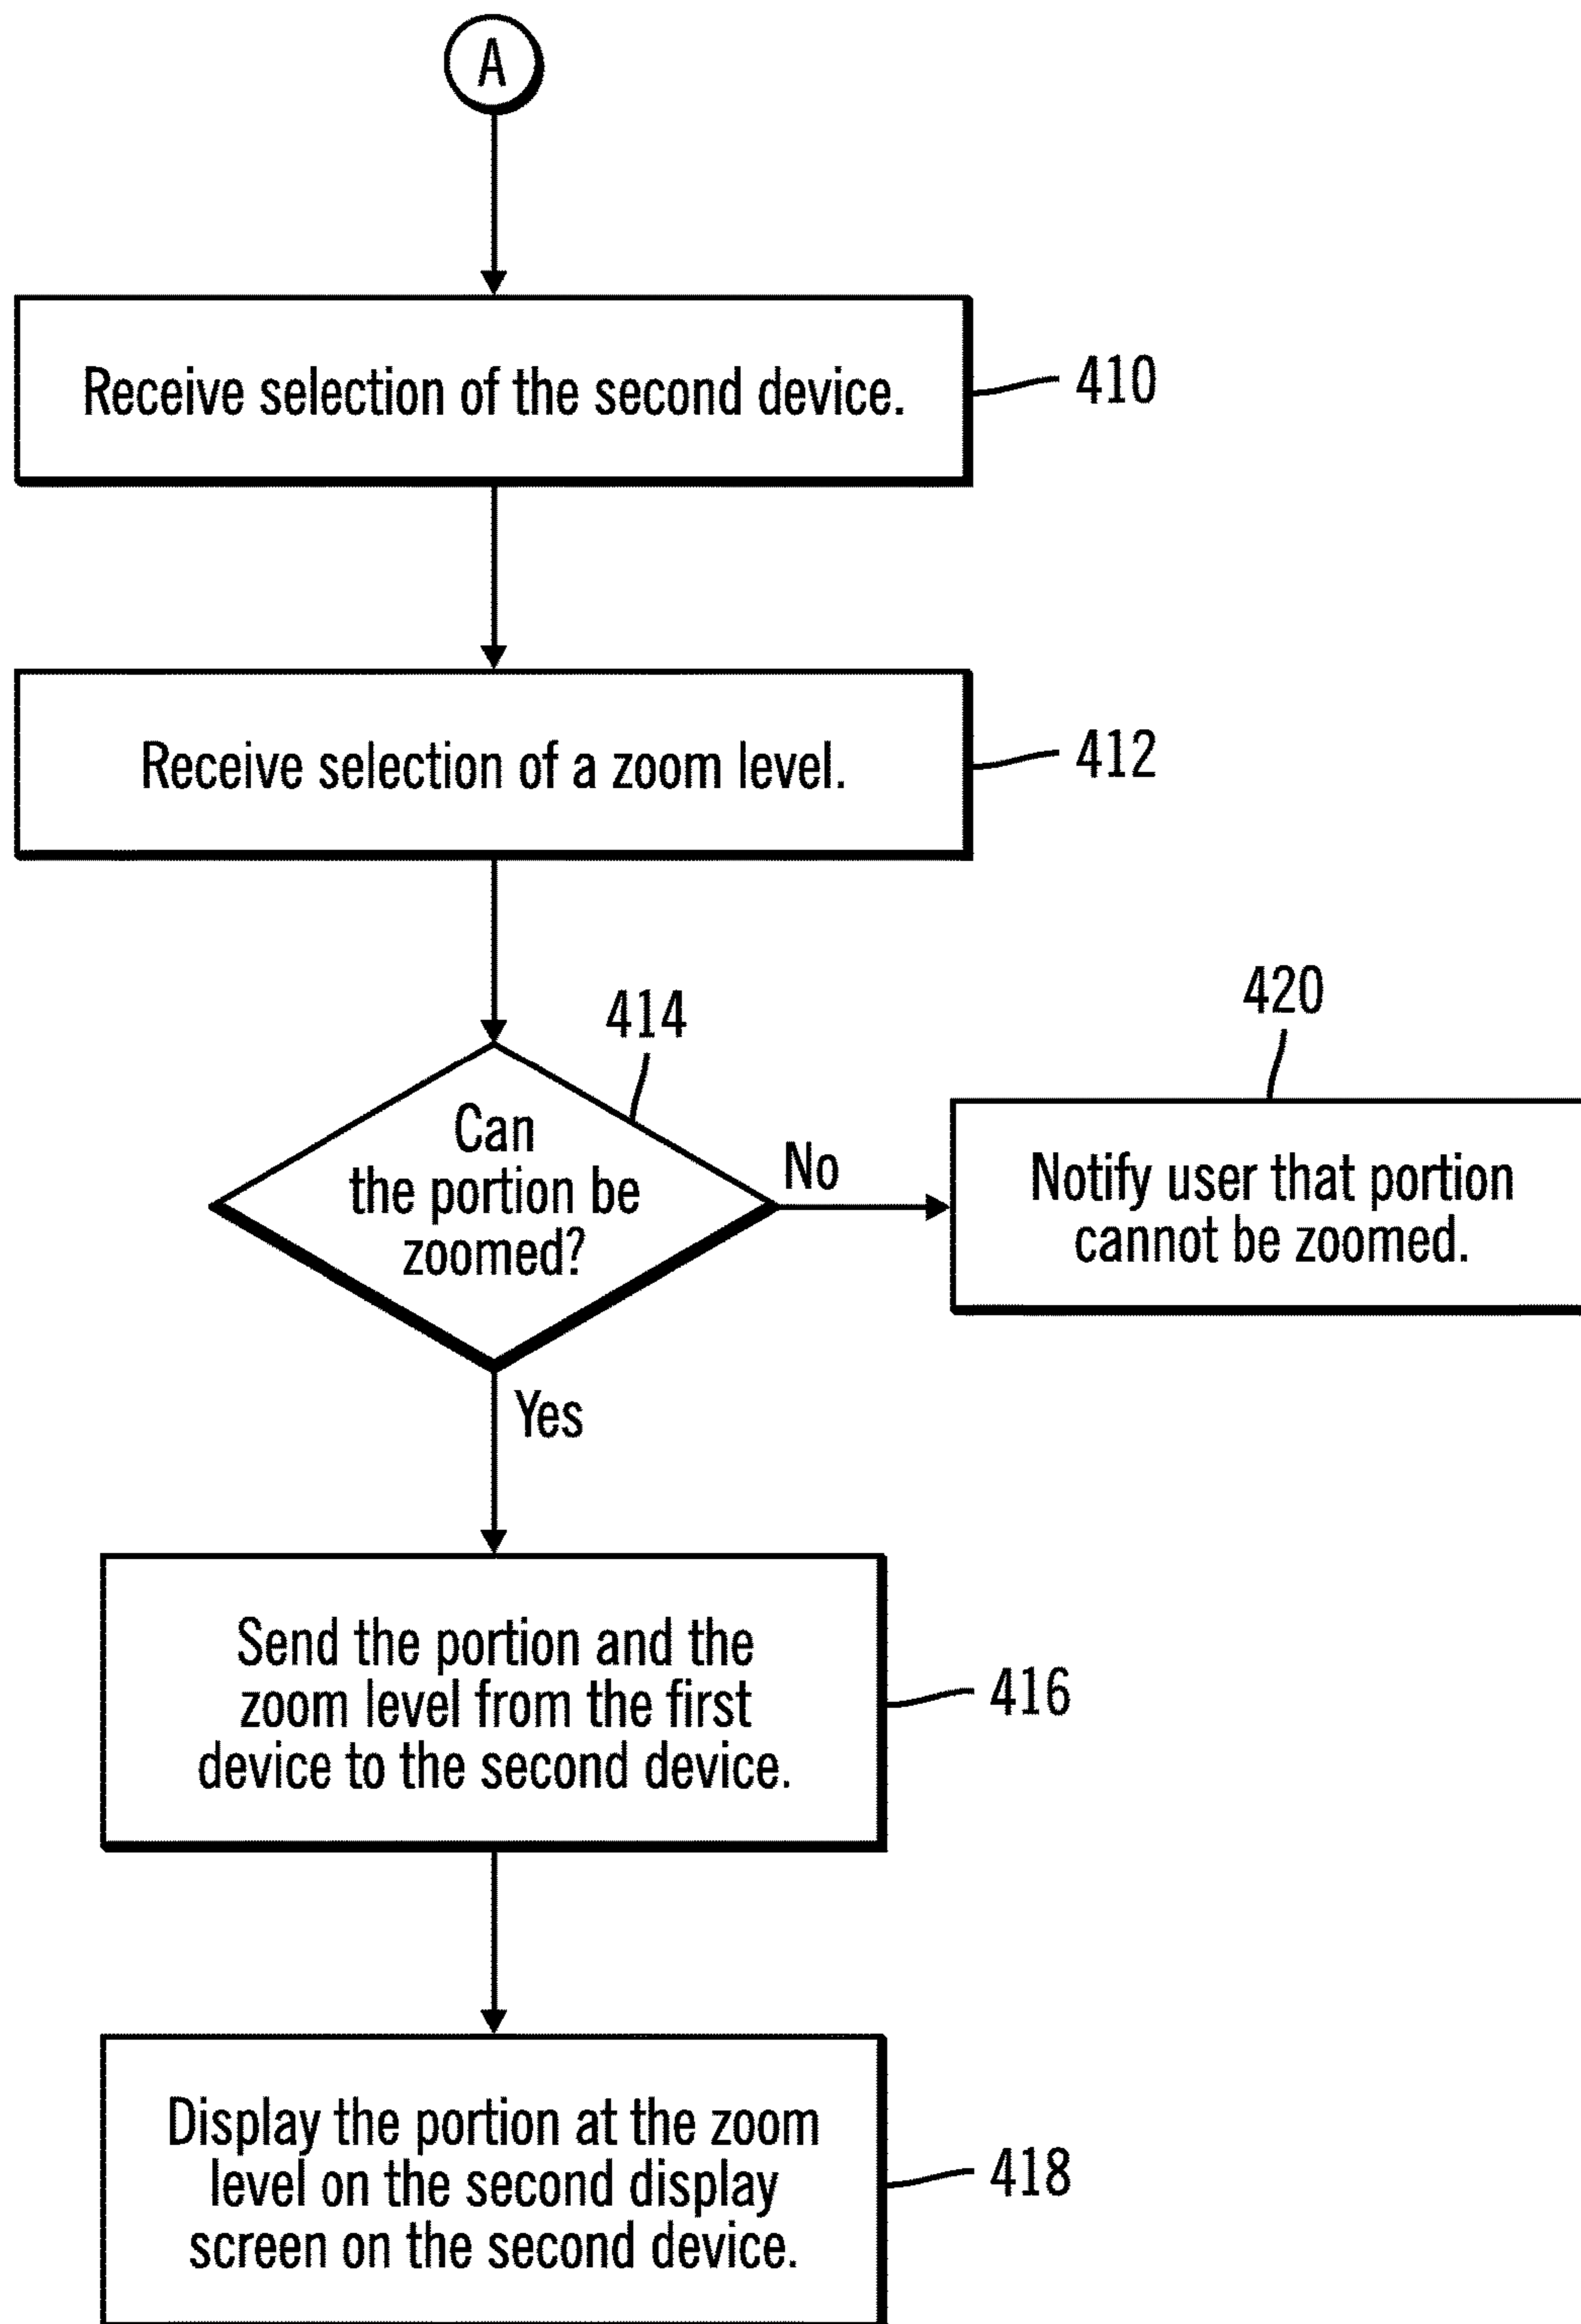 A
Receive selection of the second device.
410
Receive selection of a zoom level.
412
414
420
Can
the portion be
zoomed?
No
Notify user that portion
cannot be zoomed.
Yes
Send the portion and the
zoom level from the first
device to the second device.
416
Display the portion at the zoom
level on the second display
screen on the second device.
418